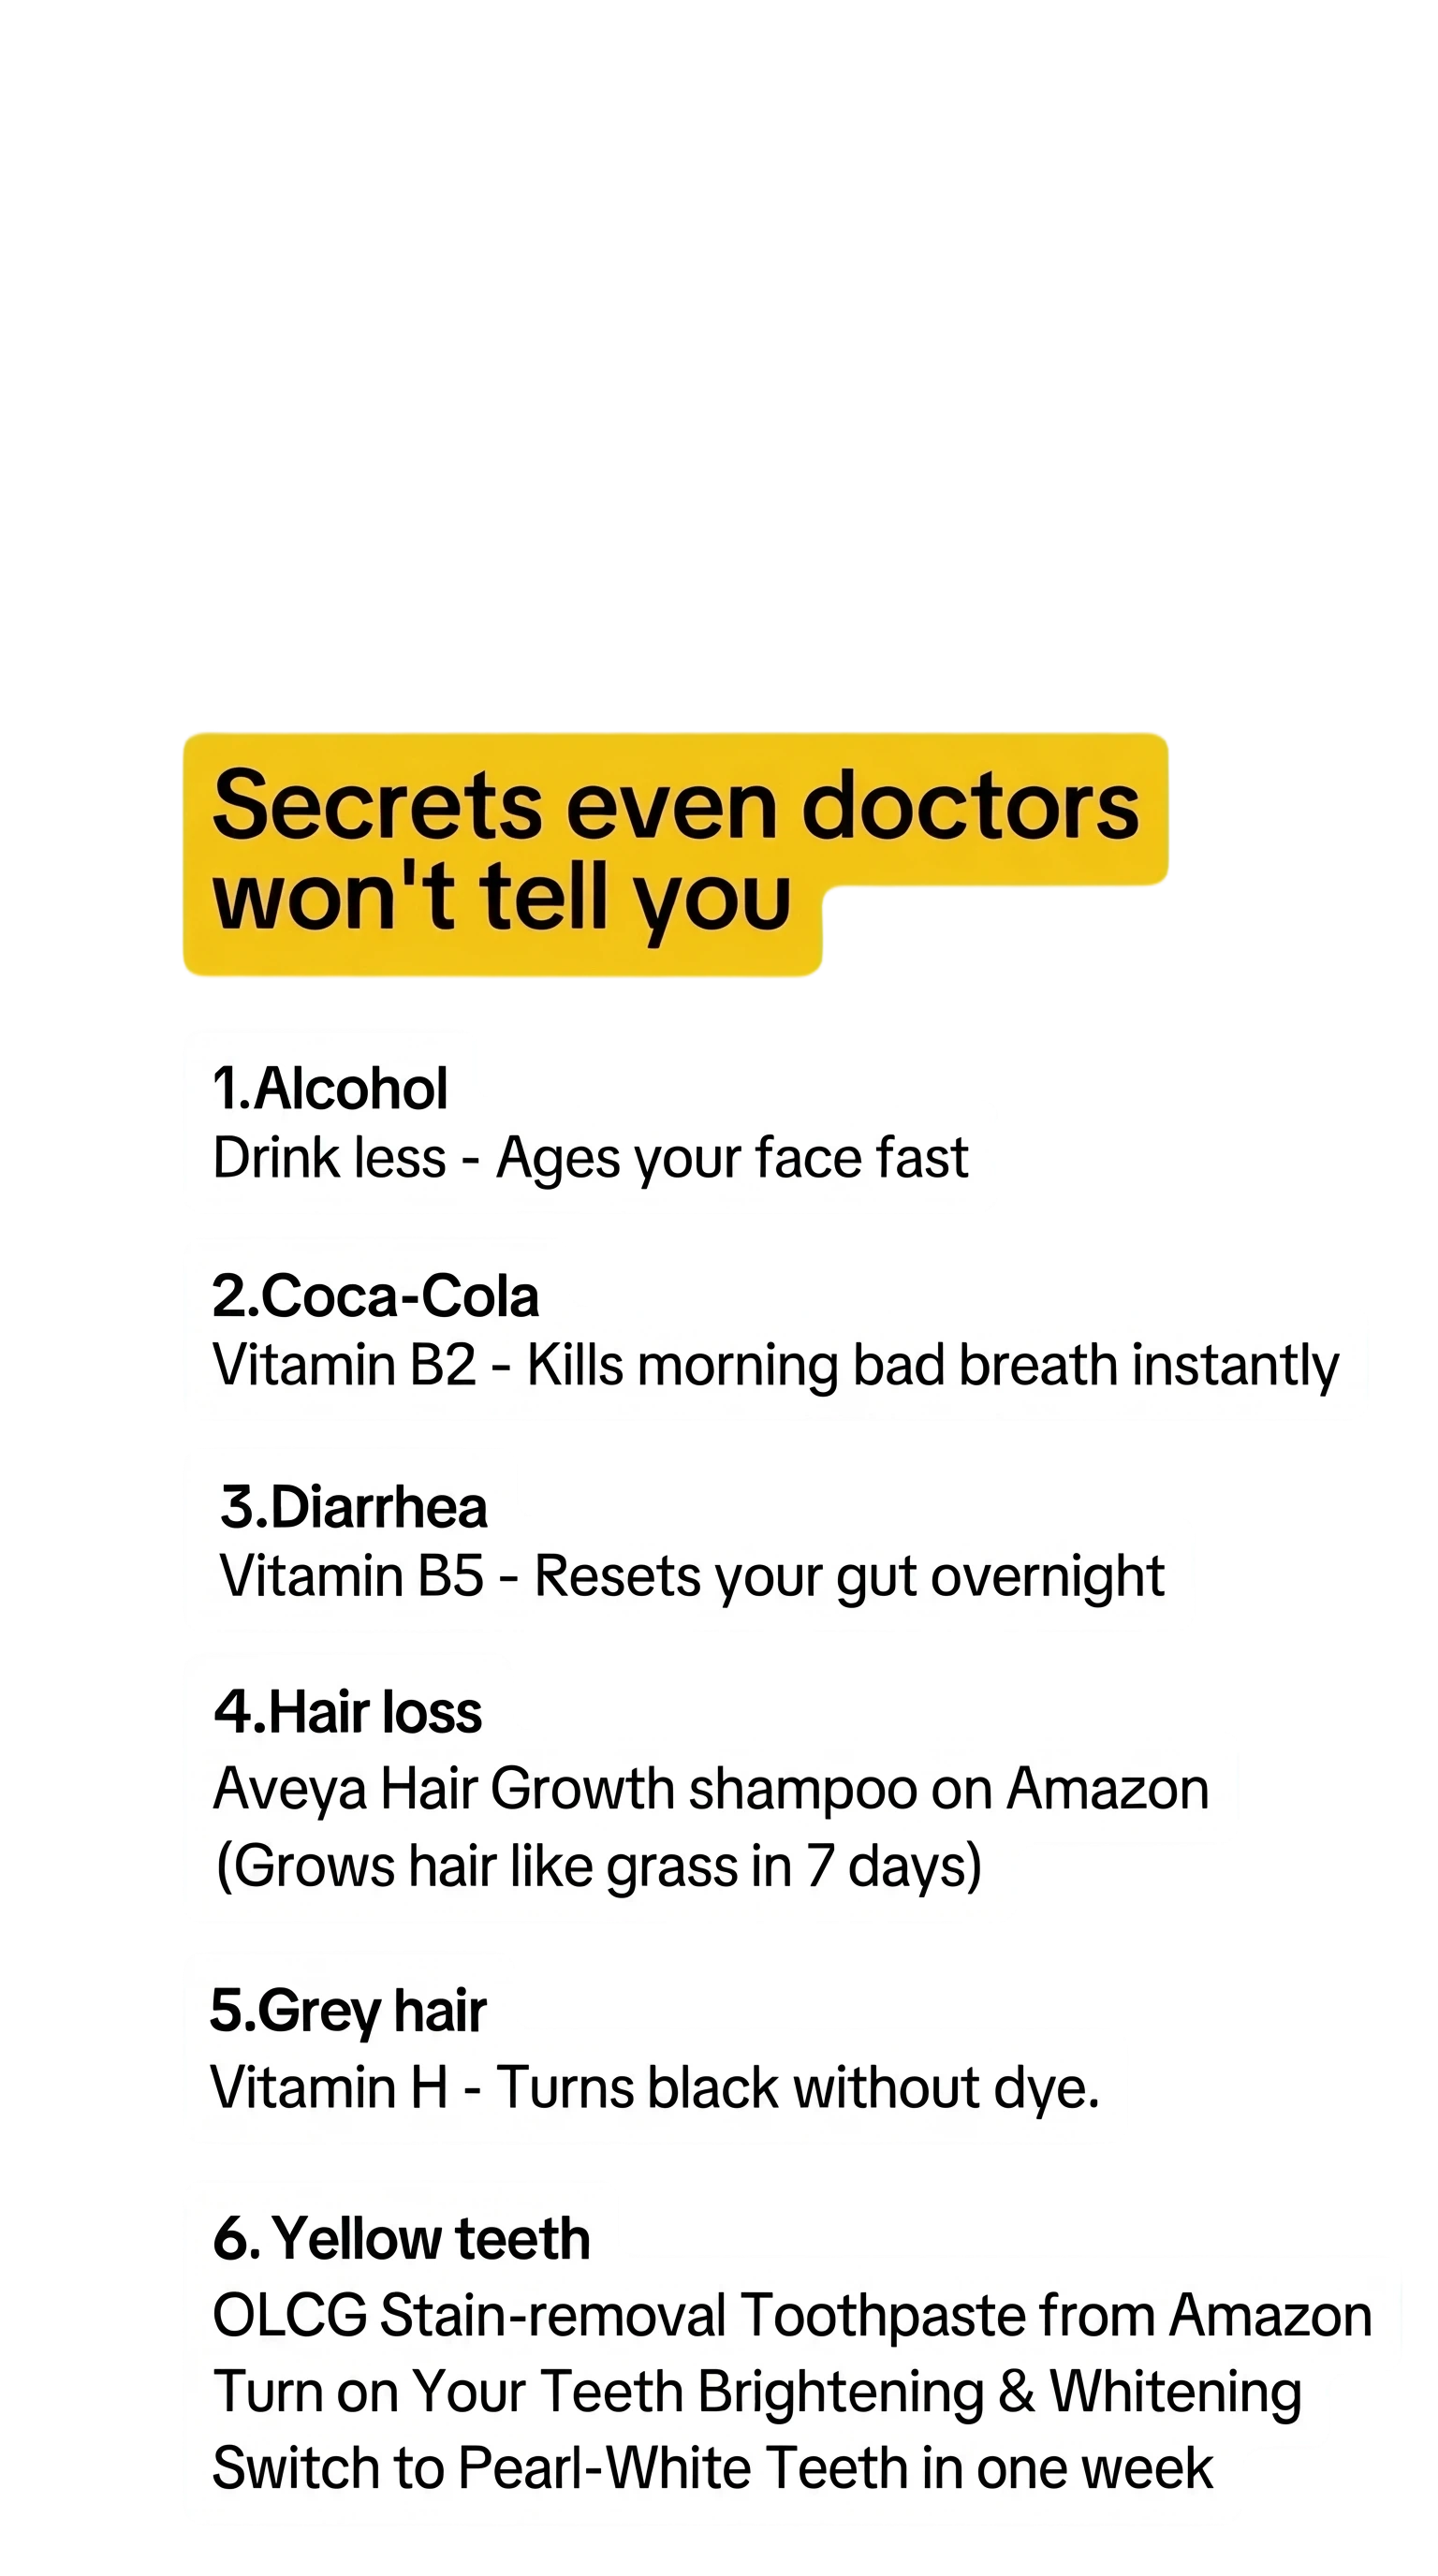 Secrets even doctors
won't tell you
1.Alcohol
Drink less - Ages your face fast
2.Coca-Cola
Vitamin B2 - Kills morning bad breath instantly
3.Diarrhea
Vitamin B5 - Resets your gut overnight
4.Hair loss
Aveya Hair Growth shampoo on Amazon
(Grows hair like grass in 7 days)
5.Grey hair
Vitamin H - Turns black without dye.
6. Yellow teeth
OLCG Stain-removal Toothpaste from Amazon
Turn on Your Teeth Brightening & Whitening
Switch to Pearl-White Teeth in one week